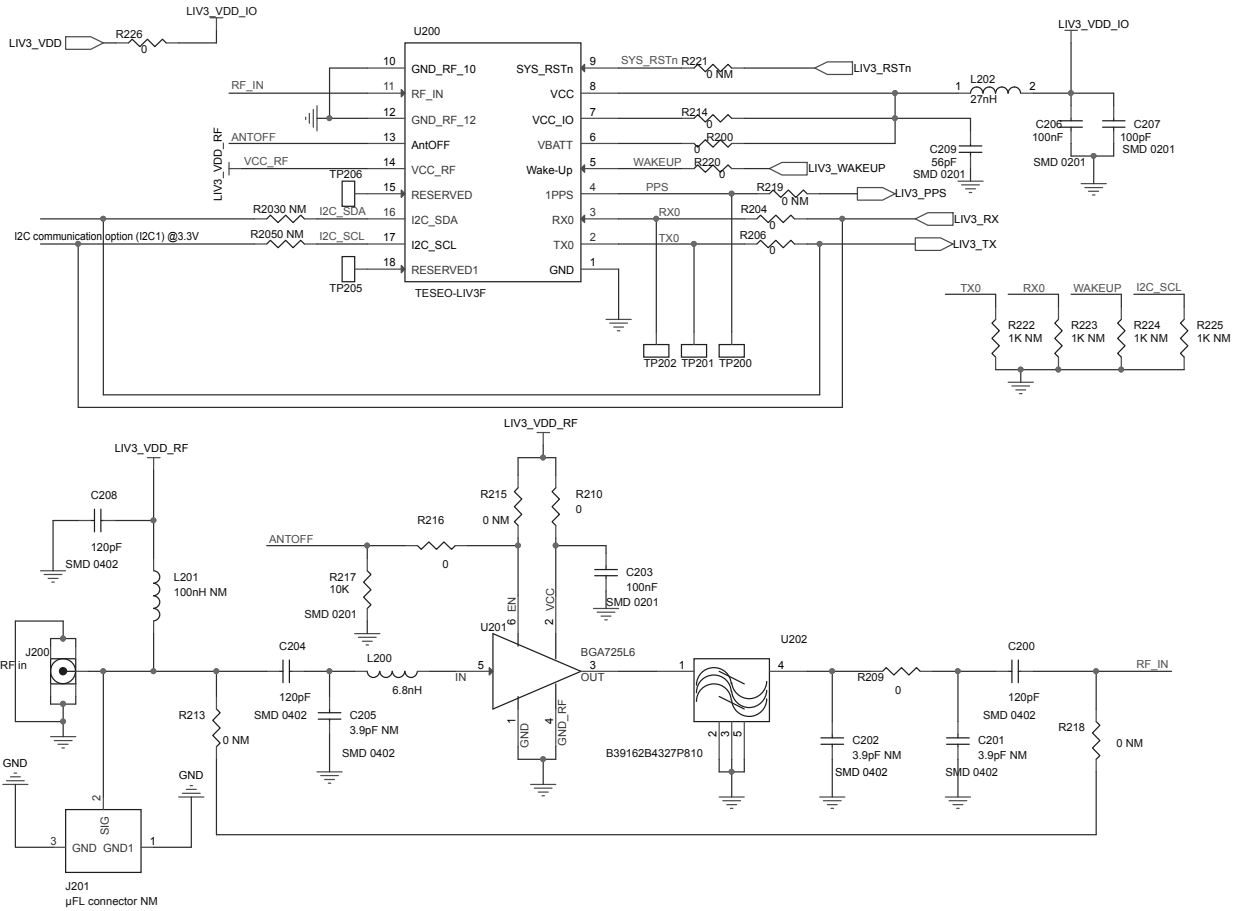 LIV3_VDD_IO
LIV3_VDD
R226
0
U200
LIV3_VDD_IO
10
GND_RF_10
SYS_RSTn
9
SYS_RSTn
R221
0 NM
LIV3_RSTn
RF_IN
11
RF_IN
VCC
8
1
L202
2
27nH
12
GND_RF_12
VCC_IO
7
R214
0
C206
100nF
SMD 0201
C207
100pF
SMD 0201
LIV3_VDD_RF
ANTOFF
13
AntOFF
VBATT
6
R200
0
C209
56pF
SMD 0201
VCC_RF
14
VCC_RF
Wake-Up
5
WAKEUP
R220
0
LIV3_WAKEUP
TP206
15
RESERVED
1PPS
4
PPS
R219
0 NM
LIV3_PPS
R2030 NM
I2C_SDA
16
I2C_SDA
RX0
3
RX0
R204
0
LIV3_RX
I2C communication option (I2C1) @3.3V
R2050 NM
I2C_SCL
17
I2C_SCL
TX0
2
TX0
R206
0
LIV3_TX
18
RESERVED1
GND
1
TP205
TESEO-LIV3F
TP202
TP201
TP200
TX0
RX0
WAKEUP
I2C_SCL
R222
1K NM
R223
1K NM
R224
1K NM
R225
1K NM
LIV3_VDD_RF
LIV3_VDD_RF
C208
120pF
SMD 0402
L201
100nH NM
ANTOFF
R216
0
R215
0 NM
R210
0
R217
10K
SMD 0201
C203
100nF
SMD 0201
6
EN
2
VCC
U201
BGA725L6
RF in
J200
C204
120pF
SMD 0402
L200
6.8nH
5
IN
3
OUT
1
GND
4
GND_RF
C205
3.9pF NM
SMD 0402
R213
0 NM
U202
1
4
2
3
5
B39162B4327P810
R209
0
C200
120pF
SMD 0402
RF_IN
C202
3.9pF NM
SMD 0402
C201
3.9pF NM
SMD 0402
R218
0 NM
GND
GND
2
SIG
3
GND
GND1
1
J201
µFL connector NM